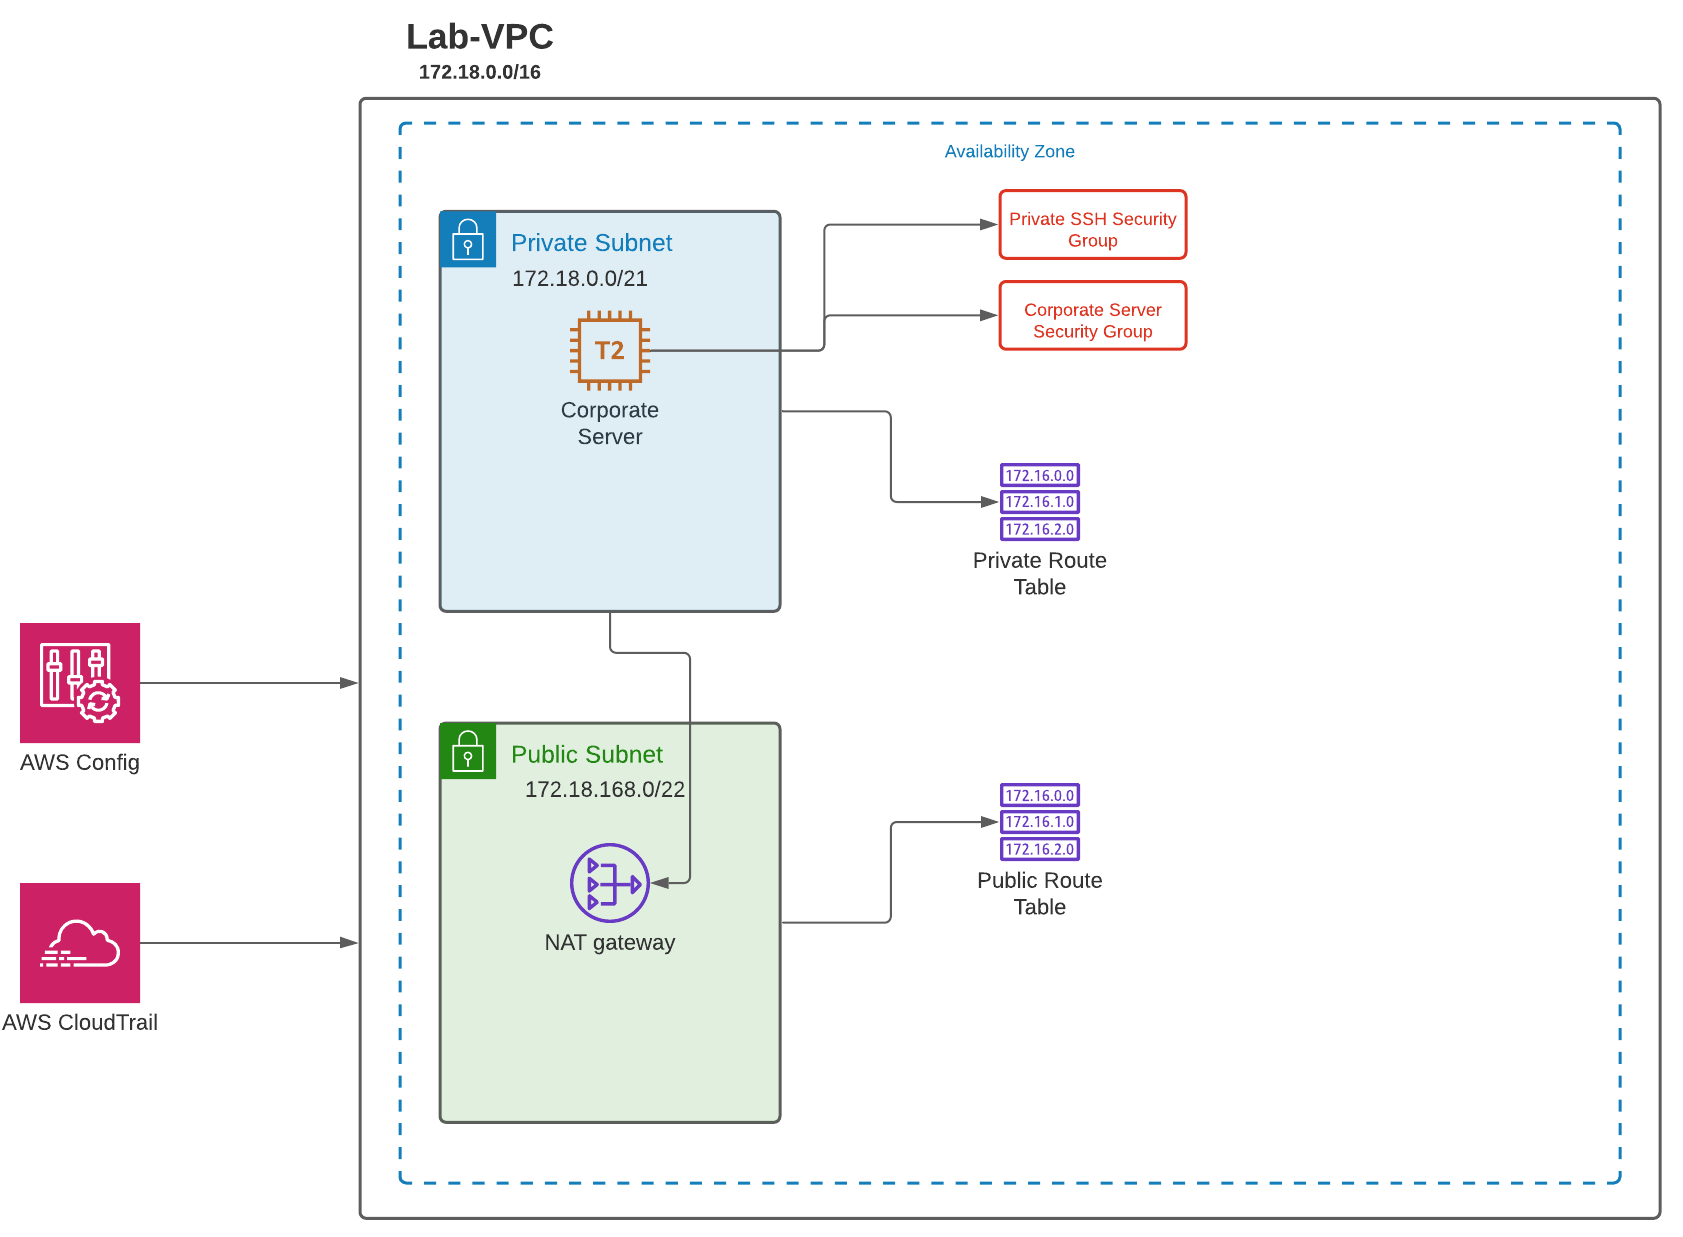 Lab-VPC
172.18.0.0/16
Availability Zone
Private SSH Security
Group
Private Subnet
172.18.0.0/21
Corporate Server
Security Group
T2
Corporate
Server
172.16.0.0
172.16.1.0
172.16.2.0
Private Route
Table
AWS Config
Public Subnet
172.18.168.0/22
172.16.0.0
172.16.1.0
172.16.2.0
Public Route
Table
NAT gateway
AWS CloudTrail